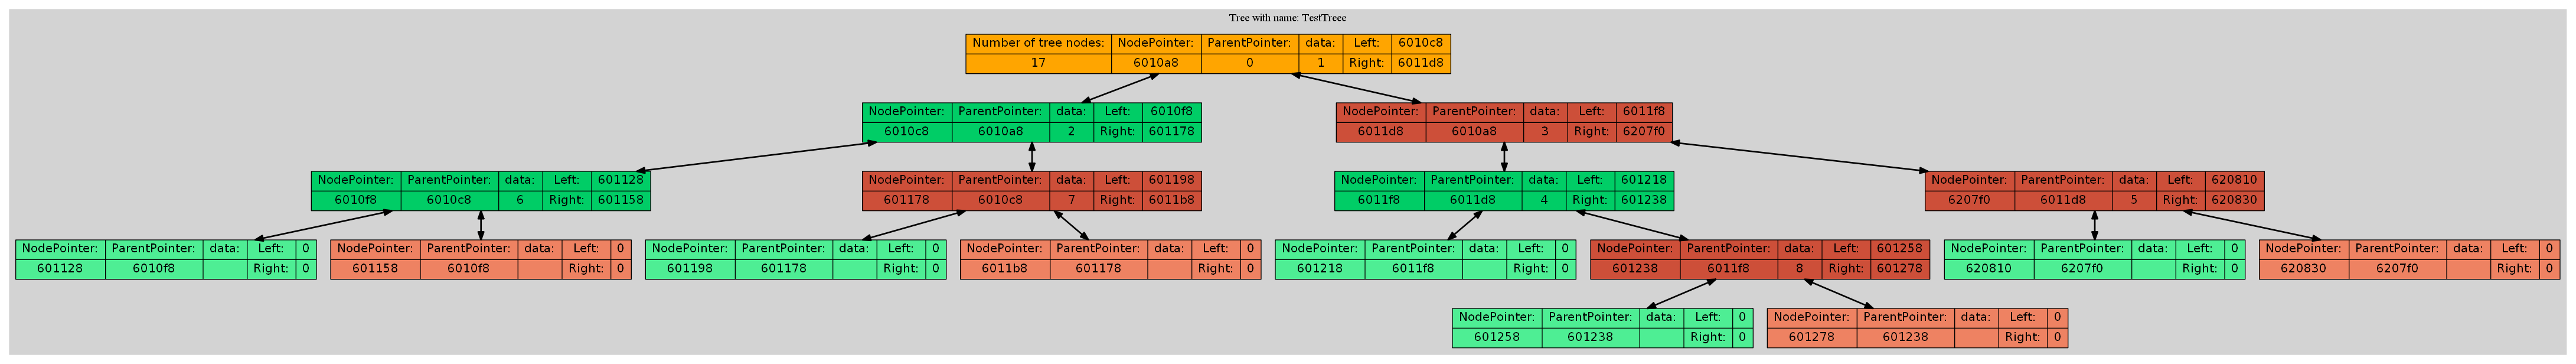 Tree with name: TestTreee
Number of tree nodes: NodePointer: ParentPointer: data: Left: 6010c8
17 6010a8 0 1 Right: 6011d8
NodePointer: ParentPointer: data: Left: 6010f8
6010c8 6010a8 2 Right: 601178
NodePointer: ParentPointer: data: Left: 6011f8
6011d8 6010a8 3 Right: 6207f0
NodePointer: ParentPointer: data: Left: 601128
6010f8 6010c8 6 Right: 601158
NodePointer: ParentPointer: data: Left: 601198
601178 6010c8 7 Right: 6011b8
NodePointer: ParentPointer: data: Left: 601218
6011f8 6011d8 4 Right: 601238
NodePointer: ParentPointer: data: Left: 620810
6207f0 6011d8 5 Right: 620830
NodePointer: ParentPointer: data: Left: 0
601128 6010f8 Right: 0
NodePointer: ParentPointer: data: Left: 0
601158 6010f8 Right: 0
NodePointer: ParentPointer: data: Left: 0
601198 601178 Right: 0
NodePointer: ParentPointer: data: Left: 0
6011b8 601178 Right: 0
NodePointer: ParentPointer: data: Left: 0
601218 6011f8 Right: 0
NodePointer: ParentPointer: data: Left: 601258
601238 6011f8 8 Right: 601278
NodePointer: ParentPointer: data: Left: 0
620810 6207f0 Right: 0
NodePointer: ParentPointer: data: Left: 0
620830 6207f0 Right: 0
NodePointer: ParentPointer: data: Left: 0
601258 601238 Right: 0
NodePointer: ParentPointer: data: Left: 0
601278 601238 Right: 0